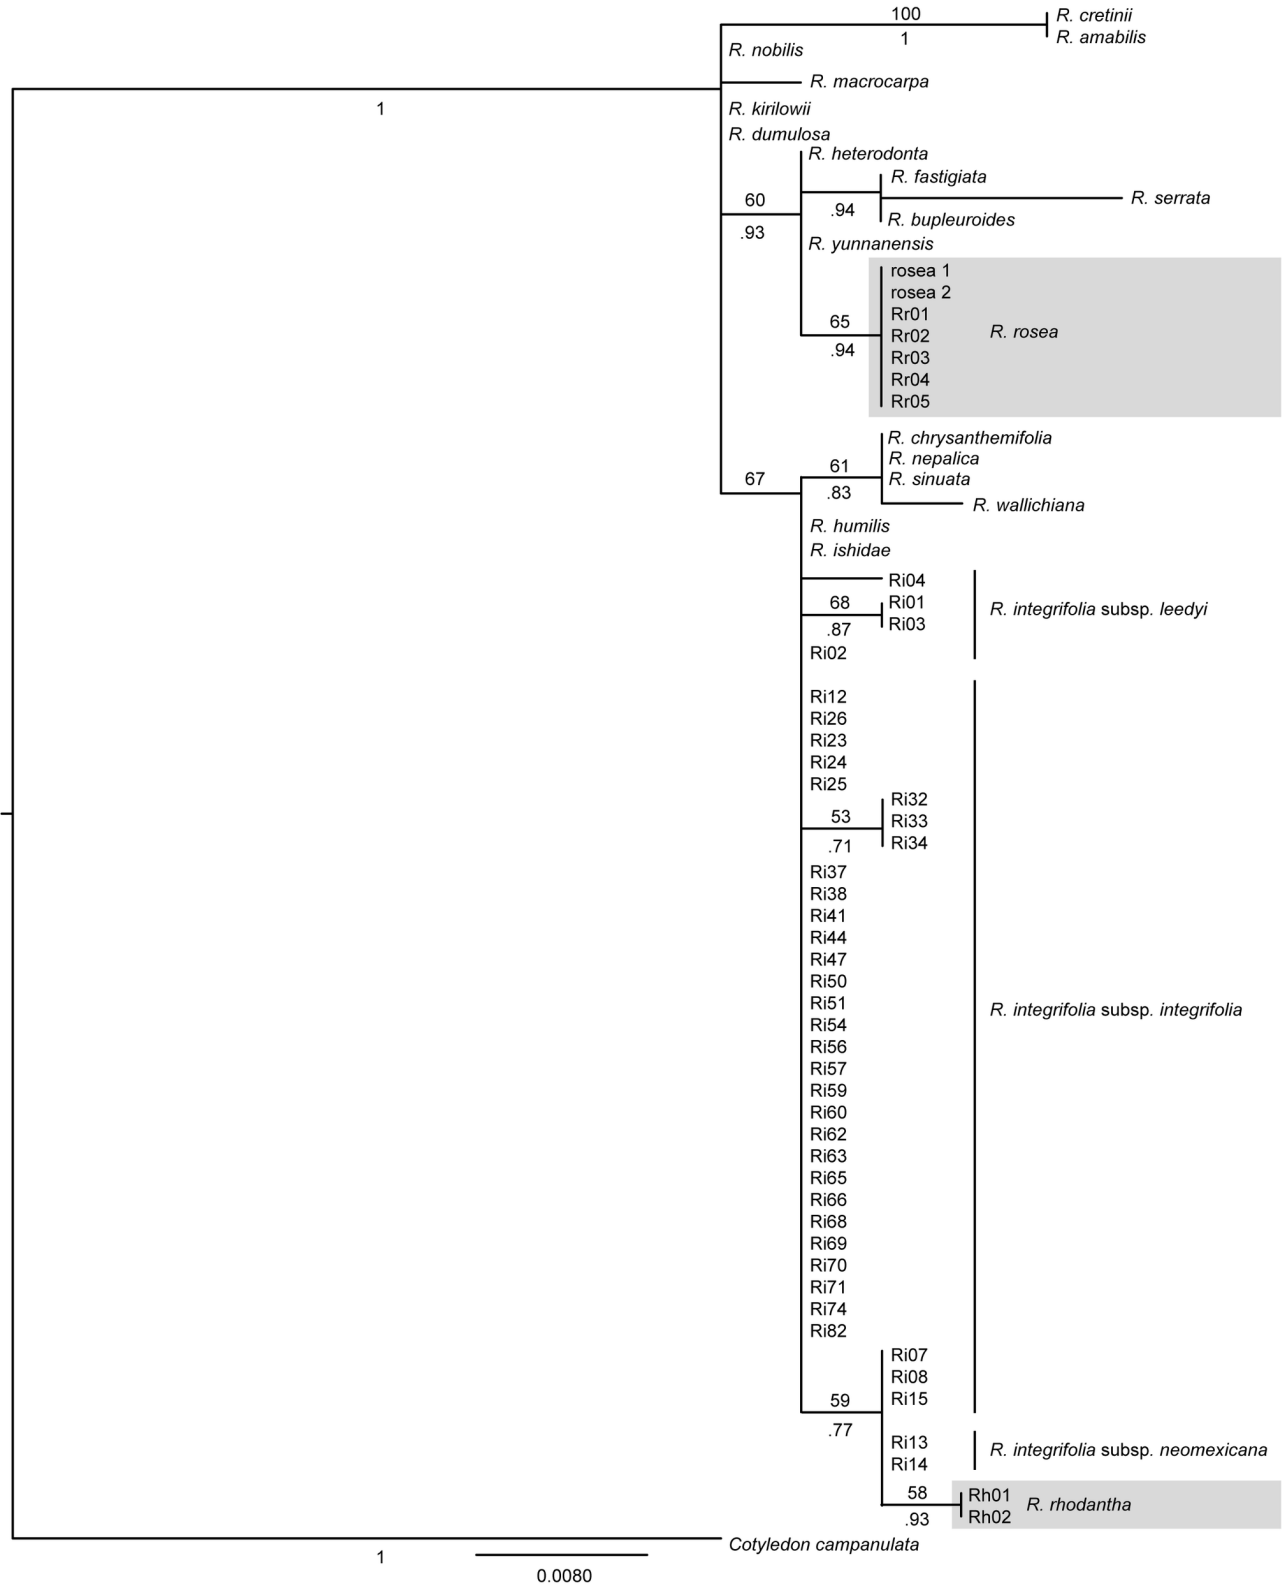 100
R. cretinii
1
R. amabilis
R. nobilis
R. macrocarpa
1
R. kirilowii
R. dumulosa
R. heterodonta
R. fastigiata
60
.94
R. serrata
.93
R. bupleuroides
R. yunnanensis
rosea 1
rosea 2
Rr01
65
R. rosea
Rr02
.94
Rr03
Rr04
Rr05
R. chrysanthemifolia
R. nepalica
61
67
R. sinuata
.83
R. wallichiana
R. humilis
R. ishidae
Ri04
68
Ri01
R. integrifolia subsp. leedyi
.87
Ri03
Ri02
Ri12
Ri26
Ri23
Ri24
Ri25
Ri32
53
Ri33
.71
Ri34
Ri37
Ri38
Ri41
Ri44
Ri47
Ri50
Ri51
R. integrifolia subsp. integrifolia
Ri54
Ri56
Ri57
Ri59
Ri60
Ri62
Ri63
Ri65
Ri66
Ri68
Ri69
Ri70
Ri71
Ri74
Ri82
Ri07
Ri08
59
Ri15
.77
Ri13
R. integrifolia subsp. neomexicana
Ri14
58
Rh01
R. rhodantha
.93
Rh02
Cotyledon campanulata
1
0.0080